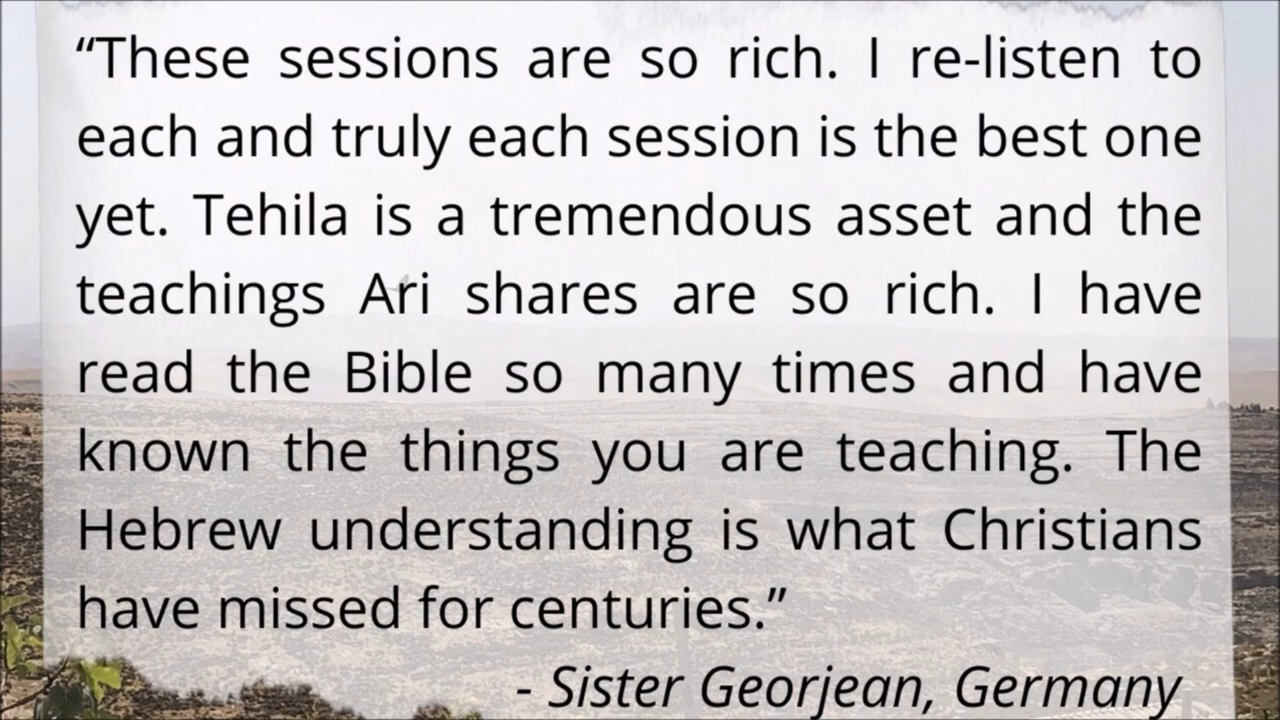 “These sessions are so rich. I re-listen to
each and truly each session is the best one
yet. Tehila is a tremendous asset and the
teachings Ari shares are so rich. I have
read the Bible so many times and have
known the things you are teaching. The
Hebrew understanding is what Christians
have missed for centuries.”
- Sister Georjean, Germany